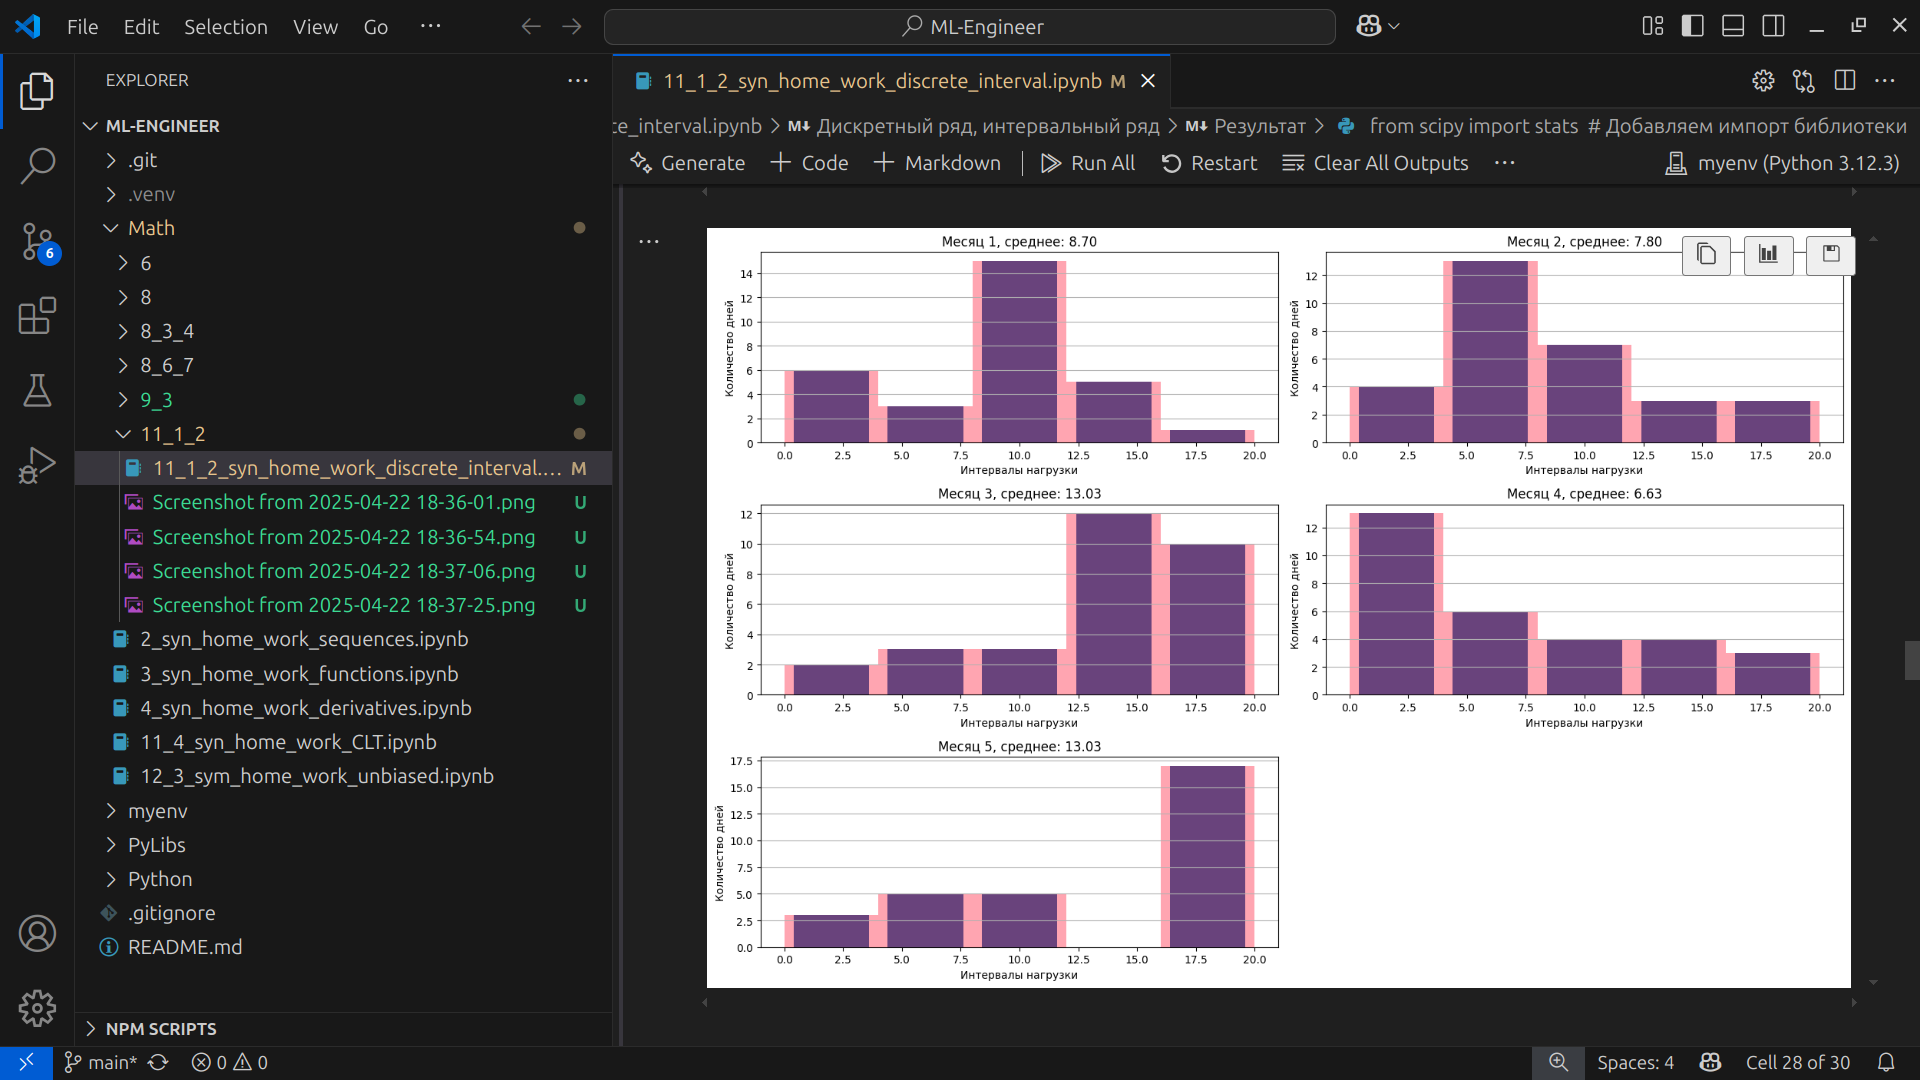 File Edit Selection View Go ··· ML-Engineer
EXPLORER ···
ML-ENGINEER
.git
.venv
Math
6
8
8_3_4
8_6_7
9_3
11_1_2
11_1_2_syn_home_work_discrete_interval.... M
Screenshot from 2025-04-22 18-36-01.png U
Screenshot from 2025-04-22 18-36-54.png U
Screenshot from 2025-04-22 18-37-06.png U
Screenshot from 2025-04-22 18-37-25.png U
2_syn_home_work_sequences.ipynb
3_syn_home_work_functions.ipynb
4_syn_home_work_derivatives.ipynb
11_4_syn_home_work_CLT.ipynb
12_3_sym_home_work_unbiased.ipynb
myenv
PyLibs
Python
.gitignore
README.md
NPM SCRIPTS
6
11_1_2_syn_home_work_discrete_interval.ipynb M
ce_interval.ipynb > M↓ Дискретный ряд, интервальный ряд > M↓ Результат > from scipy import stats # Добавляем импорт библиотеки
Generate + Code + Markdown Run All Restart Clear All Outputs ··· myenv (Python 3.12.3)
···
Месяц 1, среднее: 8.70
Количество дней
14
12
10
8
6
4
2
0
0.0 2.5 5.0 7.5 10.0 12.5 15.0 17.5 20.0
Интервалы нагрузки
Месяц 2, среднее: 7.80
Количество дней
12
10
8
6
4
2
0
0.0 2.5 5.0 7.5 10.0 12.5 15.0 17.5 20.0
Интервалы нагрузки
Месяц 3, среднее: 13.03
Количество дней
12
10
8
6
4
2
0
0.0 2.5 5.0 7.5 10.0 12.5 15.0 17.5 20.0
Интервалы нагрузки
Месяц 4, среднее: 6.63
Количество дней
12
10
8
6
4
2
0
0.0 2.5 5.0 7.5 10.0 12.5 15.0 17.5 20.0
Интервалы нагрузки
Месяц 5, среднее: 13.03
Количество дней
17.5
15.0
12.5
10.0
7.5
5.0
2.5
0.0
0.0 2.5 5.0 7.5 10.0 12.5 15.0 17.5 20.0
Интервалы нагрузки
main* 0 0 Spaces: 4 Cell 28 of 30